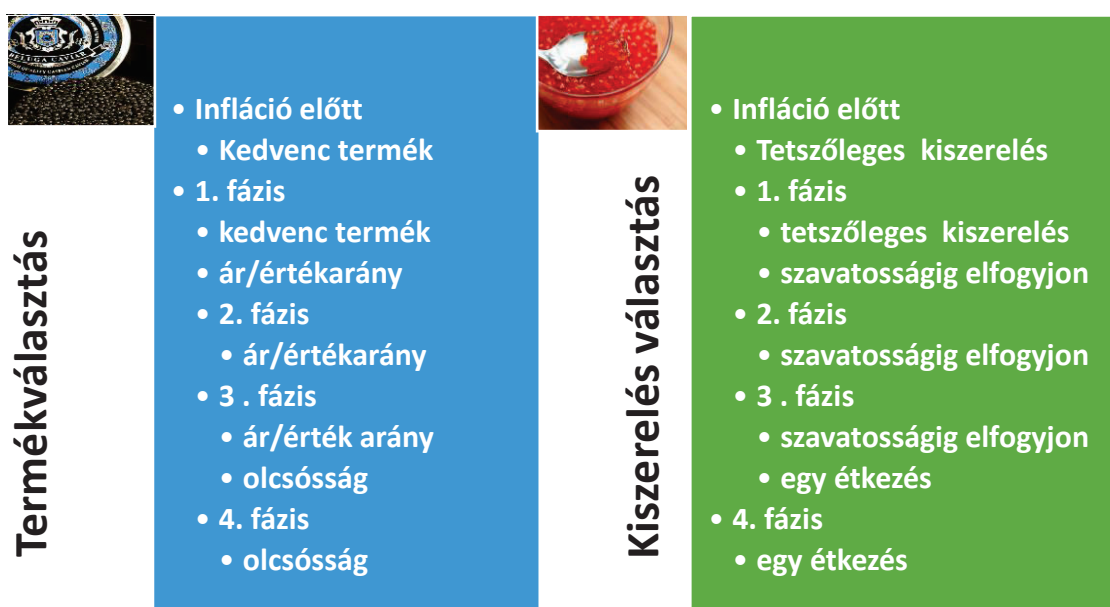 BELUGA CAVIAR
Termékválasztás
• Infláció előtt
• Kedvenc termék
• 1. fázis
• kedvenc termék
• ár/értékarány
• 2. fázis
• ár/értékarány
• 3 . fázis
• ár/érték arány
• olcsósság
• 4. fázis
• olcsósság
Kiszerelés választás
• Infláció előtt
• Tetszőleges kiszerelés
• 1. fázis
• tetszőleges kiszerelés
• szavatosságig elfogyjon
• 2. fázis
• szavatosságig elfogyjon
• 3 . fázis
• szavatosságig elfogyjon
• egy étkezés
• 4. fázis
• egy étkezés